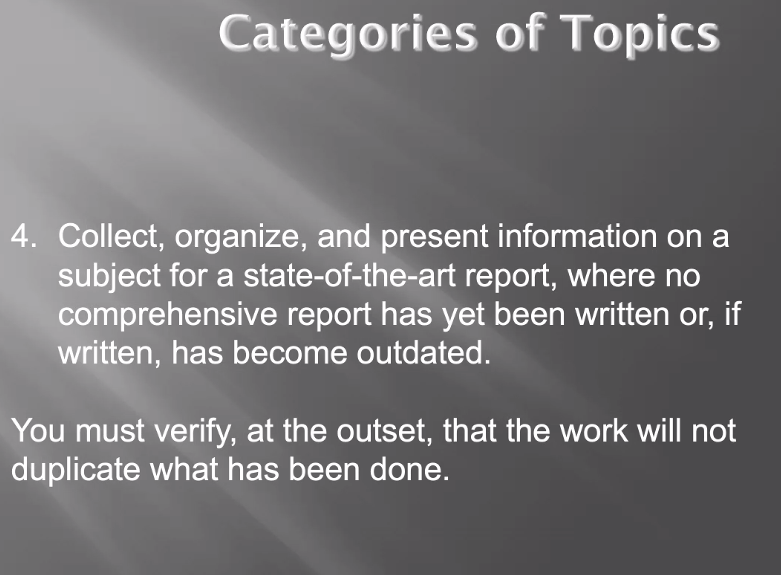 Categories of Topics
4. Collect, organize, and present information on a
subject for a state-of-the-art report, where no
comprehensive report has yet been written or, if
written, has become outdated.
You must verify, at the outset, that the work will not
duplicate what has been done.